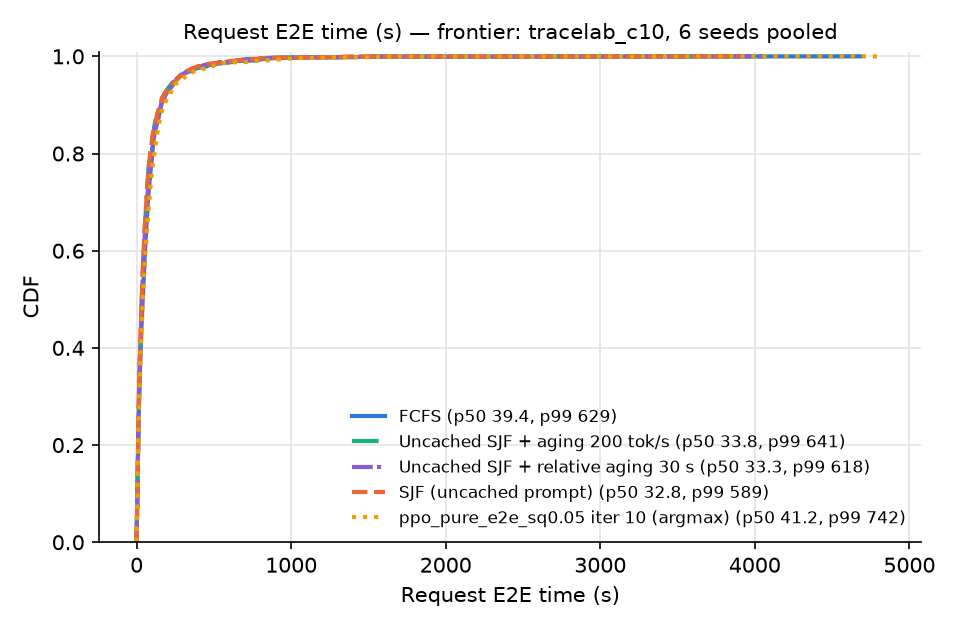 Request E2E time (s) — frontier: tracelab_c10, 6 seeds pooled
1.0
0.8
0.6
0.4
0.2
0.0
CDF
FCFS (p50 39.4, p99 629)
Uncached SJF + aging 200 tok/s (p50 33.8, p99 641)
Uncached SJF + relative aging 30 s (p50 33.3, p99 618)
SJF (uncached prompt) (p50 32.8, p99 589)
ppo_pure_e2e_sq0.05 iter 10 (argmax) (p50 41.2, p99 742)
0 1000 2000 3000 4000 5000
Request E2E time (s)